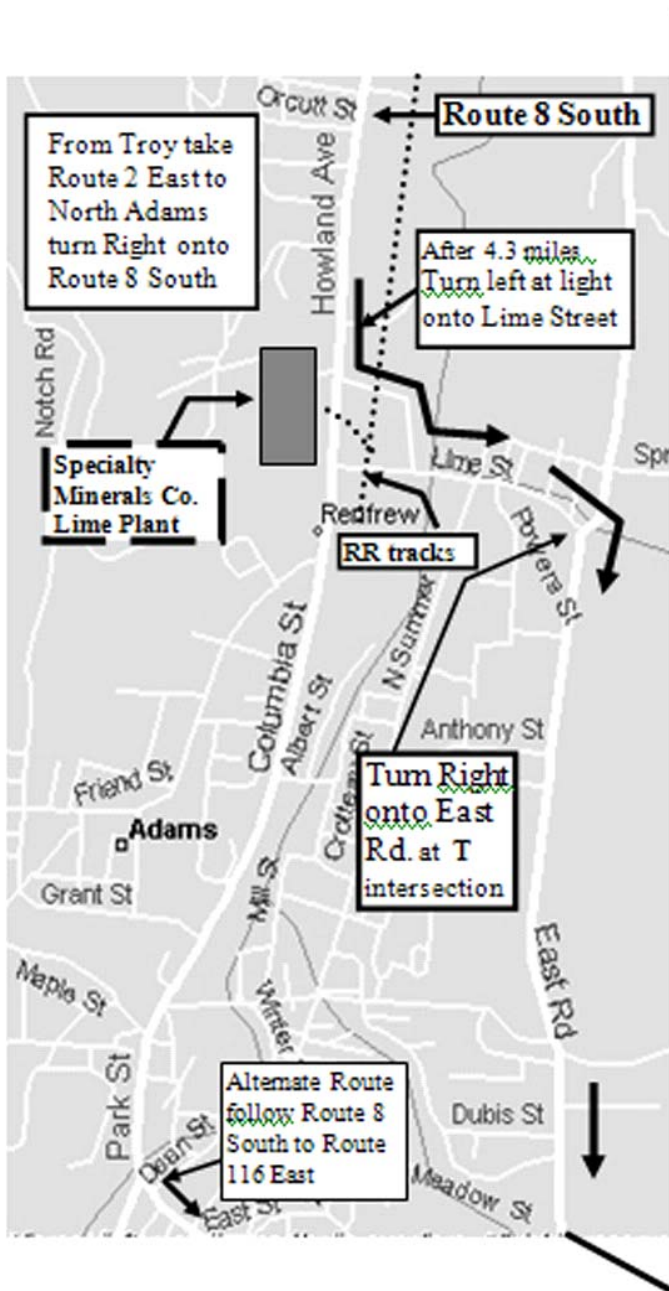 Orcutt St
Route 8 South
From Troy take
Route 2 East to
North Adams
turn Right onto
Route 8 South
Howland Ave
After 4.3 miles
Turn left at light
onto Lime Street
Notch Rd
Specialty
Minerals Co.
Lime Plant
Lime St
Spr
Renfrew
RR tracks
Powers St
N Summer
Columbia St
Albert St
Anthony St
Friend St
Turn Right
onto East
Rd. at T
intersection
Adams
Mill St
Grant St
East Rd
Maple St
Winter
Park St
Alternate Route
follow Route 8
South to Route
116 East
Dubis St
Dean St
Meadow St
East St